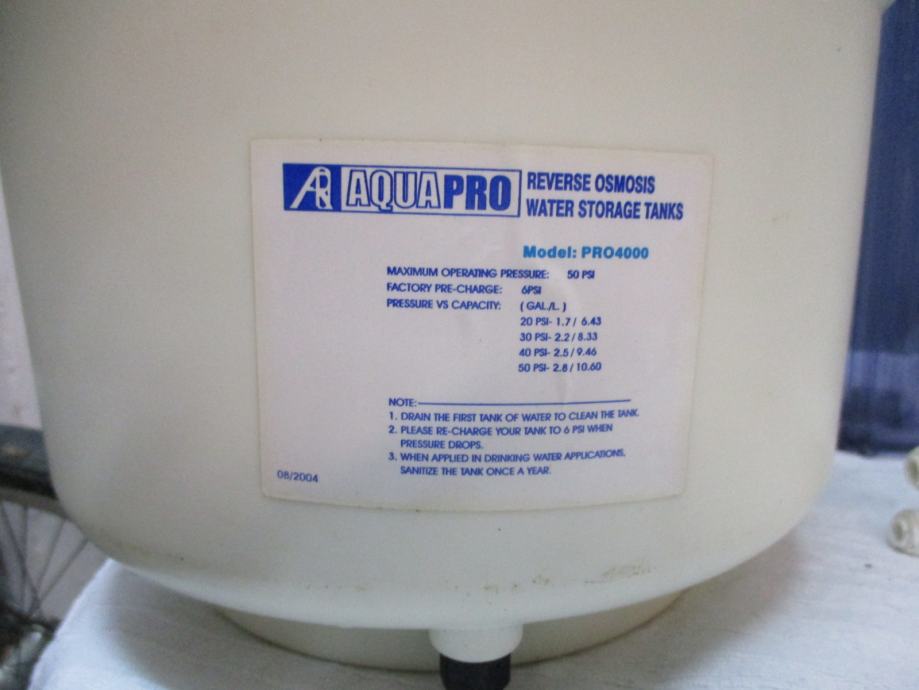 AQUAPRO REVERSE OSMOSIS
WATER STORAGE TANKS
Model: PRO4000
MAXIMUM OPERATING PRESSURE: 50 PSI
FACTORY PRE-CHARGE: 6PSI
PRESSURE VS CAPACITY: ( GAL./L. )
20 PSI- 1.7 / 6.43
30 PSI- 2.2 / 8.33
40 PSI- 2.5 / 9.46
50 PSI- 2.8 / 10.60
NOTE:
1. DRAIN THE FIRST TANK OF WATER TO CLEAN THE TANK.
2. PLEASE RE-CHARGE YOUR TANK TO 6 PSI WHEN
PRESSURE DROPS.
3. WHEN APPLIED IN DRINKING WATER APPLICATIONS,
SANITIZE THE TANK ONCE A YEAR.
08/2004